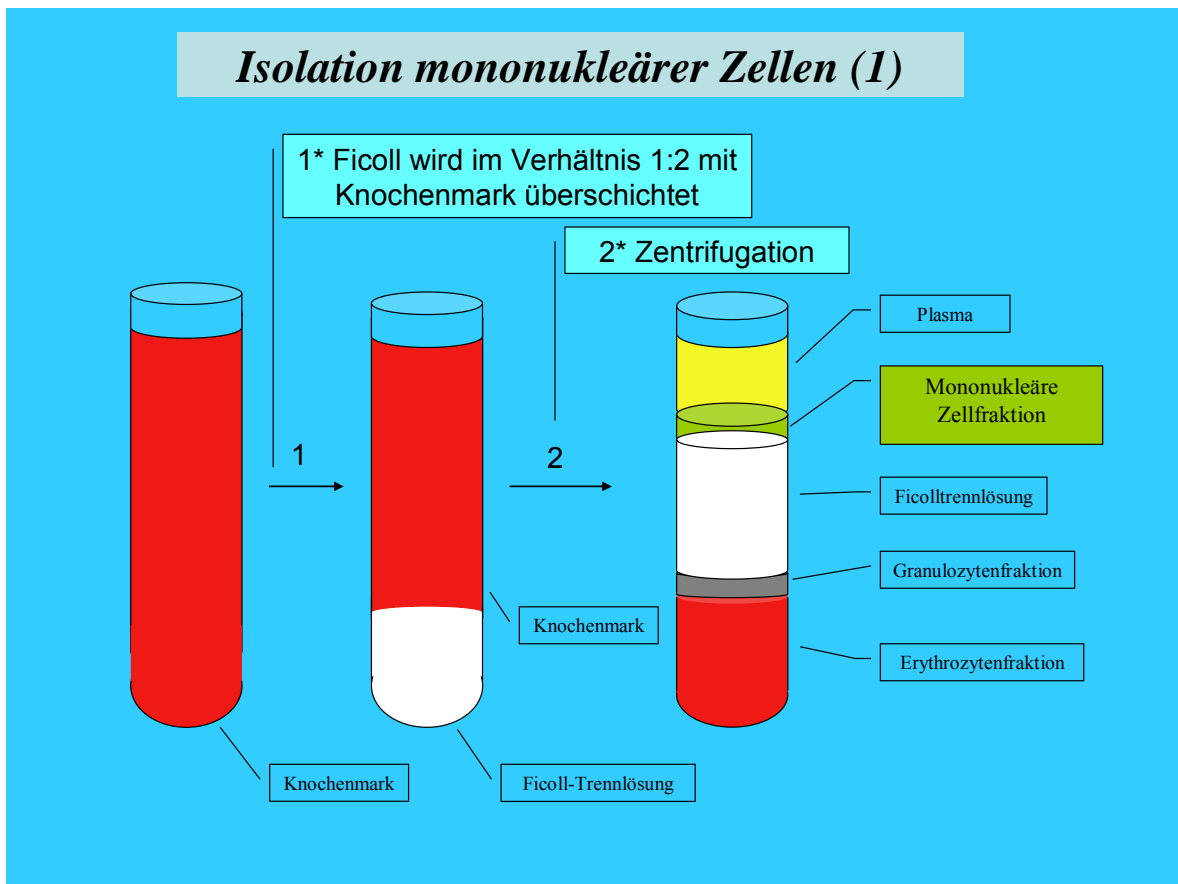 Isolation mononukleärer Zellen (1)
1* Ficoll wird im Verhältnis 1:2 mit
Knochenmark überschichtet
2* Zentrifugation
Plasma
Mononukleäre
Zellfraktion
1
2
Ficolltrennlösung
Granulozytenfraktion
Knochenmark
Erythrozytenfraktion
Knochenmark
Ficoll-Trennlösung